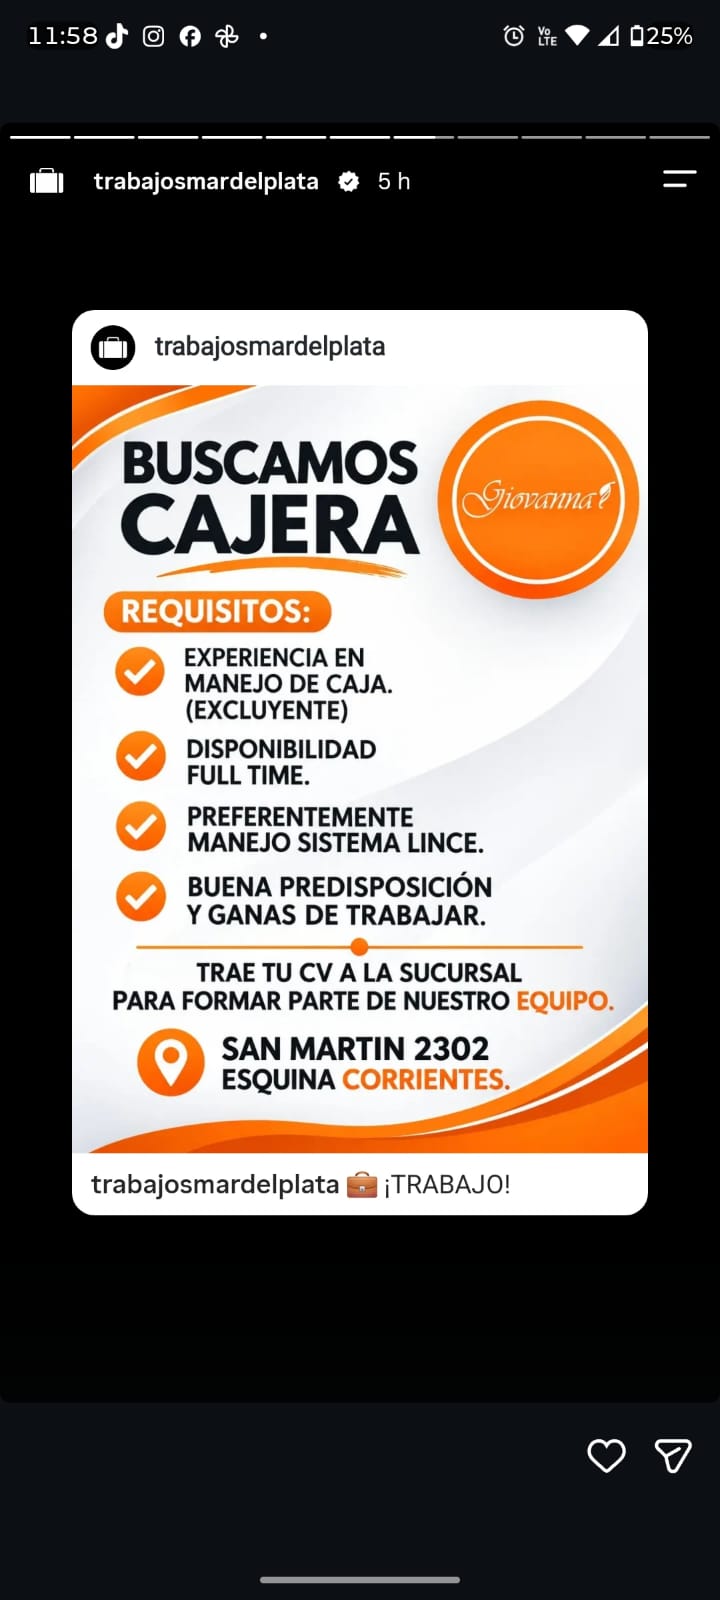 11:58
Vo
LTE
25%
trabajosmardelplata 5 h
trabajosmardelplata
BUSCAMOS
CAJERA
Giovanna
REQUISITOS:
EXPERIENCIA EN
MANEJO DE CAJA.
(EXCLUYENTE)
DISPONIBILIDAD
FULL TIME.
PREFERENTEMENTE
MANEJO SISTEMA LINCE.
BUENA PREDISPOSICIÓN
Y GANAS DE TRABAJAR.
TRAE TU CV A LA SUCURSAL
PARA FORMAR PARTE DE NUESTRO EQUIPO.
SAN MARTIN 2302
ESQUINA CORRIENTES.
trabajosmardelplata 💼 ¡TRABAJO!